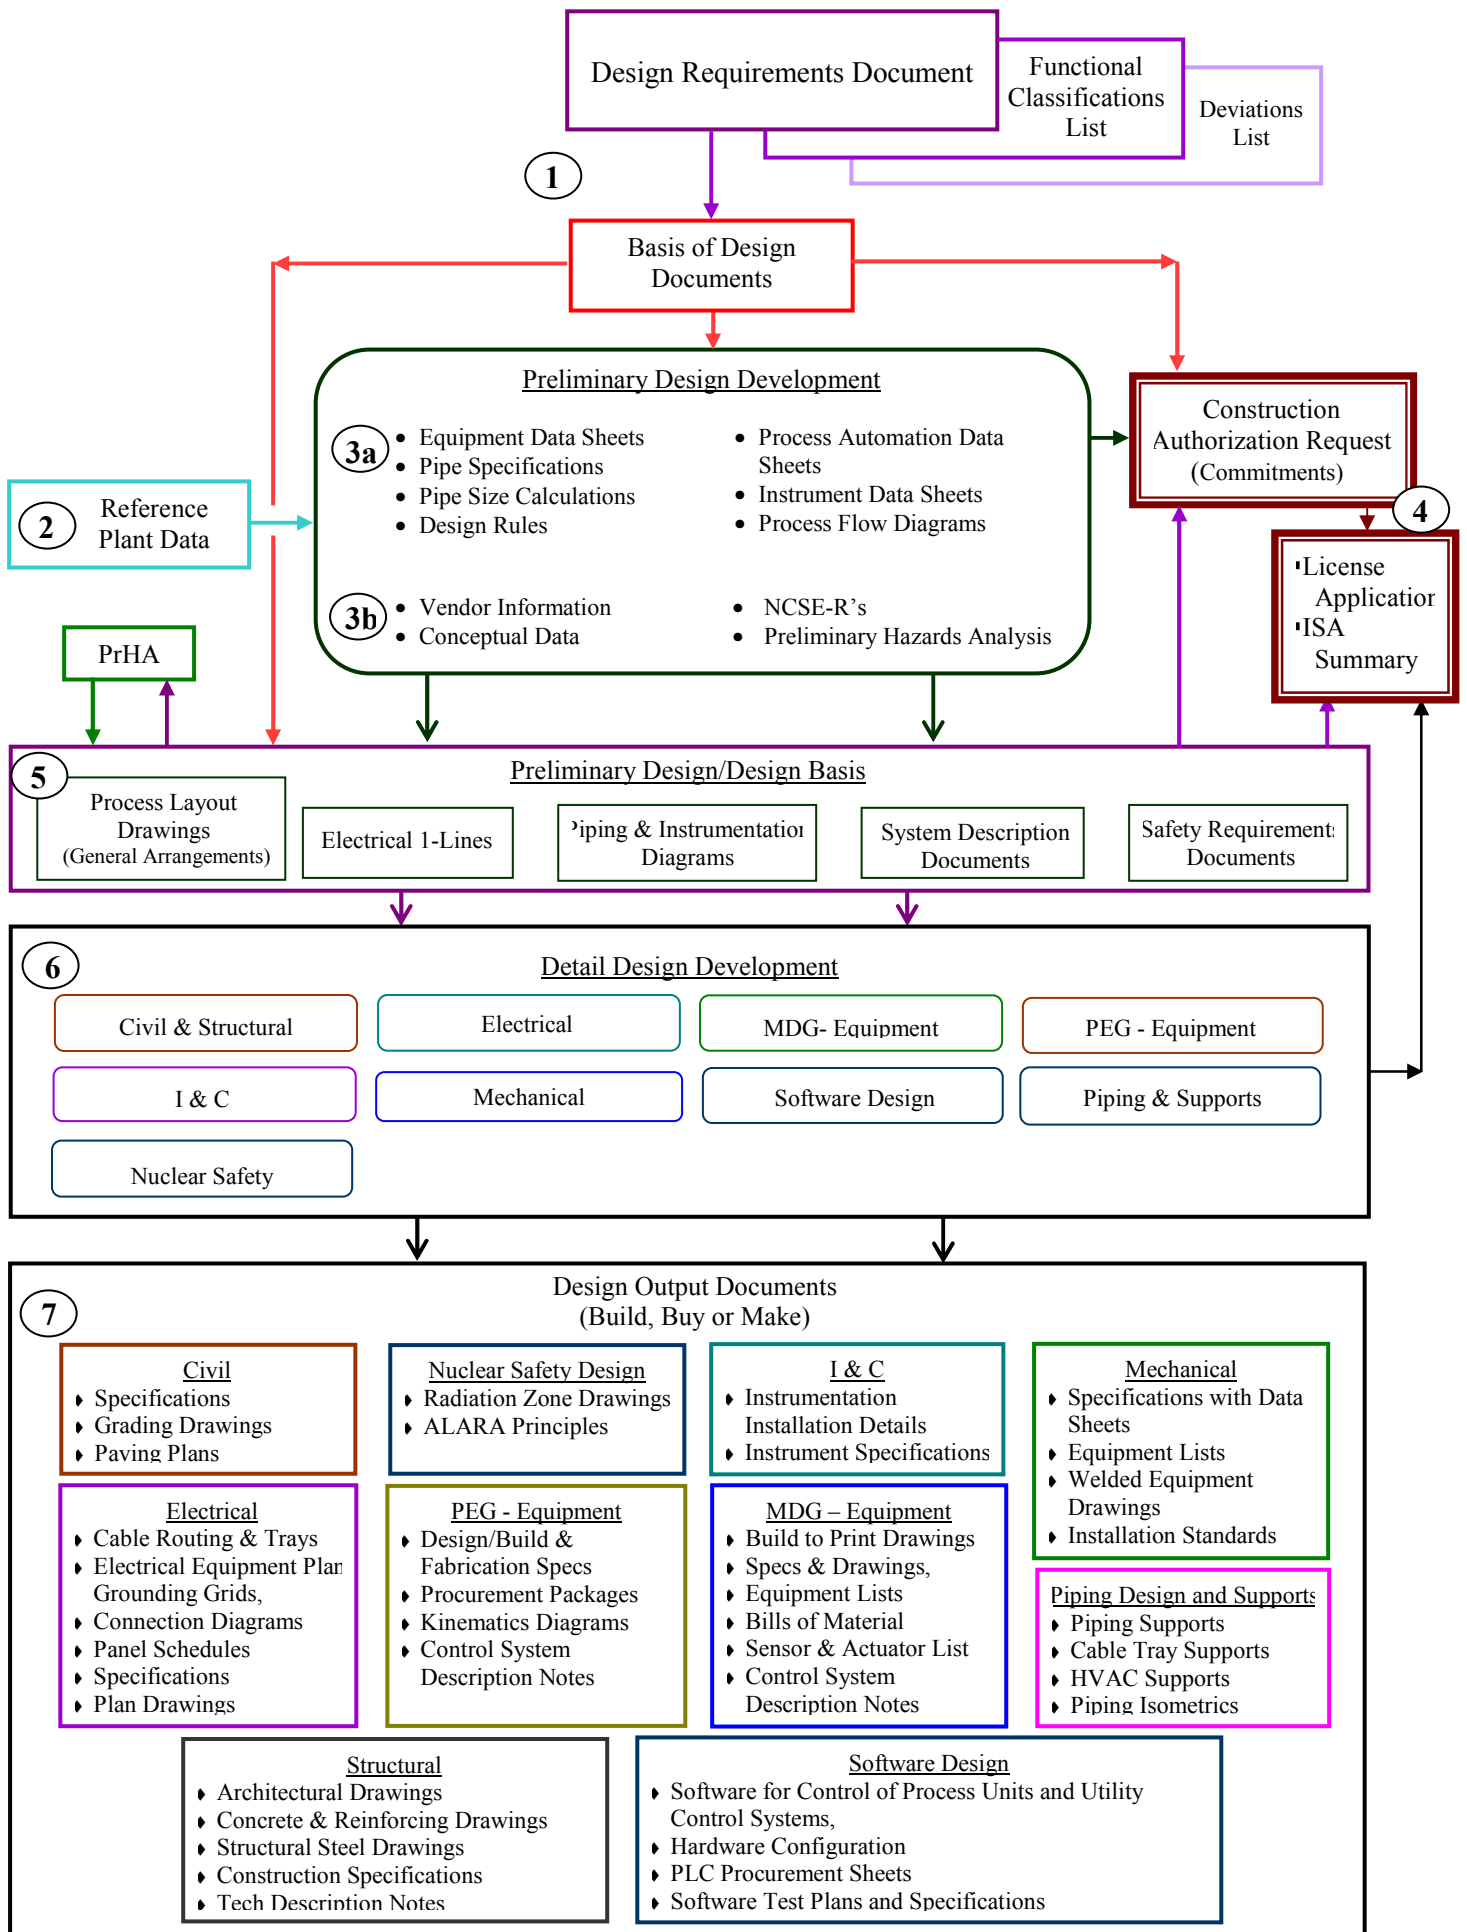 Design Requirements Document
Functional
Classifications
List
Deviations
List
1
Basis of Design
Documents
Preliminary Design Development
3a
• Equipment Data Sheets
• Pipe Specifications
• Pipe Size Calculations
• Design Rules
• Process Automation Data
Sheets
• Instrument Data Sheets
• Process Flow Diagrams
3b
• Vendor Information
• Conceptual Data
• NCSE-R’s
• Preliminary Hazards Analysis
Construction
Authorization Request
(Commitments)
2
Reference
Plant Data
4
License
Application
ISA
Summary
PrHA
5
Preliminary Design/Design Basis
Process Layout
Drawings
(General Arrangements)
Electrical 1-Lines
Piping & Instrumentation
Diagrams
System Description
Documents
Safety Requirements
Documents
6
Detail Design Development
Civil & Structural
Electrical
MDG- Equipment
PEG - Equipment
I & C
Mechanical
Software Design
Piping & Supports
Nuclear Safety
7
Design Output Documents
(Build, Buy or Make)
Civil
Specifications
Grading Drawings
Paving Plans
Nuclear Safety Design
Radiation Zone Drawings
ALARA Principles
I & C
Instrumentation
Installation Details
Instrument Specifications
Mechanical
Specifications with Data
Sheets
Equipment Lists
Welded Equipment
Drawings
Installation Standards
Electrical
Cable Routing & Trays
Electrical Equipment Plan
Grounding Grids,
Connection Diagrams
Panel Schedules
Specifications
Plan Drawings
PEG - Equipment
Design/Build &
Fabrication Specs
Procurement Packages
Kinematics Diagrams
Control System
Description Notes
MDG – Equipment
Build to Print Drawings
Specs & Drawings,
Equipment Lists
Bills of Material
Sensor & Actuator List
Control System
Description Notes
Piping Design and Supports
Piping Supports
Cable Tray Supports
HVAC Supports
Piping Isometrics
Structural
Architectural Drawings
Concrete & Reinforcing Drawings
Structural Steel Drawings
Construction Specifications
Tech Description Notes
Software Design
Software for Control of Process Units and Utility
Control Systems,
Hardware Configuration
PLC Procurement Sheets
Software Test Plans and Specifications